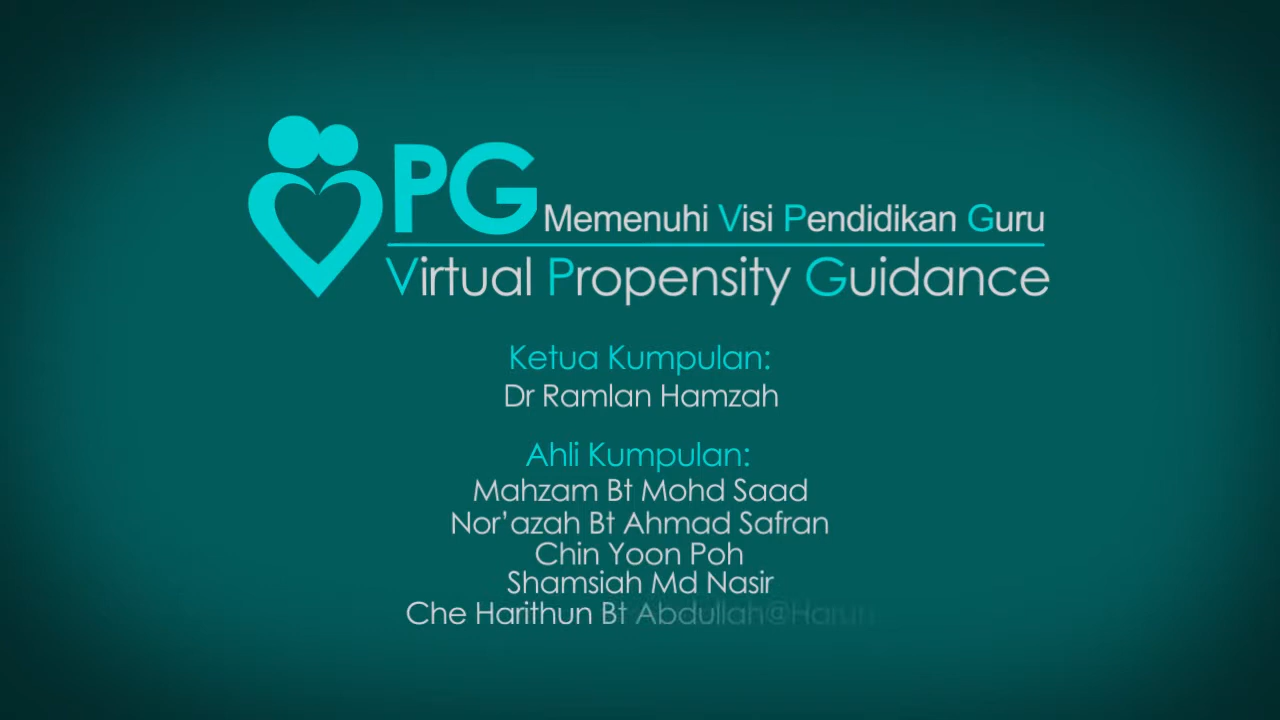 PG Memenuhi Visi Pendidikan Guru
Virtual Propensity Guidance
Ketua Kumpulan:
Dr Ramlan Hamzah
Ahli Kumpulan:
Mahzam Bt Mohd Saad
Nor’azah Bt Ahmad Safran
Chin Yoon Poh
Shamsiah Md Nasir
Che Harithun Bt Abdullah@Harun